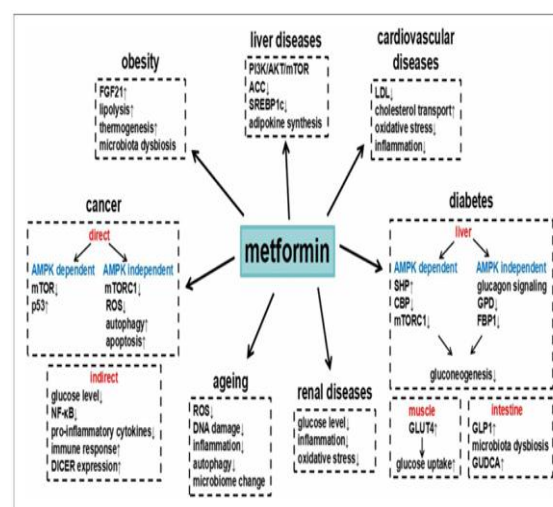 obesity
FGF21↑
lipolysis↑
thermogenesis↑
microbiota dysbiosis
liver diseases
PI3K/AKT/mTOR
ACC↓
SREBP1c↓
adipokine synthesis
cardiovascular
diseases
LDL↓
cholesterol transport↑
oxidative stress↓
inflammation↓
cancer
direct
AMPK dependent
mTOR↓
p53↑
AMPK independent
mTORC1↓
ROS↓
autophagy↑
apoptosis↑
indirect
glucose level↓
NF-κB↓
pro-inflammatory cytokines↓
immune response↑
DICER expression↑
metformin
diabetes
liver
AMPK dependent
SHP↑
CBP↓
mTORC1↓
AMPK independent
glucagon signaling
GPD↓
FBP1↓
gluconeogenesis↓
muscle
GLUT4↑
glucose uptake↑
intestine
GLP1↑
microbiota dysbiosis
GUDCA↑
ageing
ROS↓
DNA damage↓
inflammation↓
autophagy↓
microbiome change
renal diseases
glucose level↓
inflammation↓
oxidative stress↓